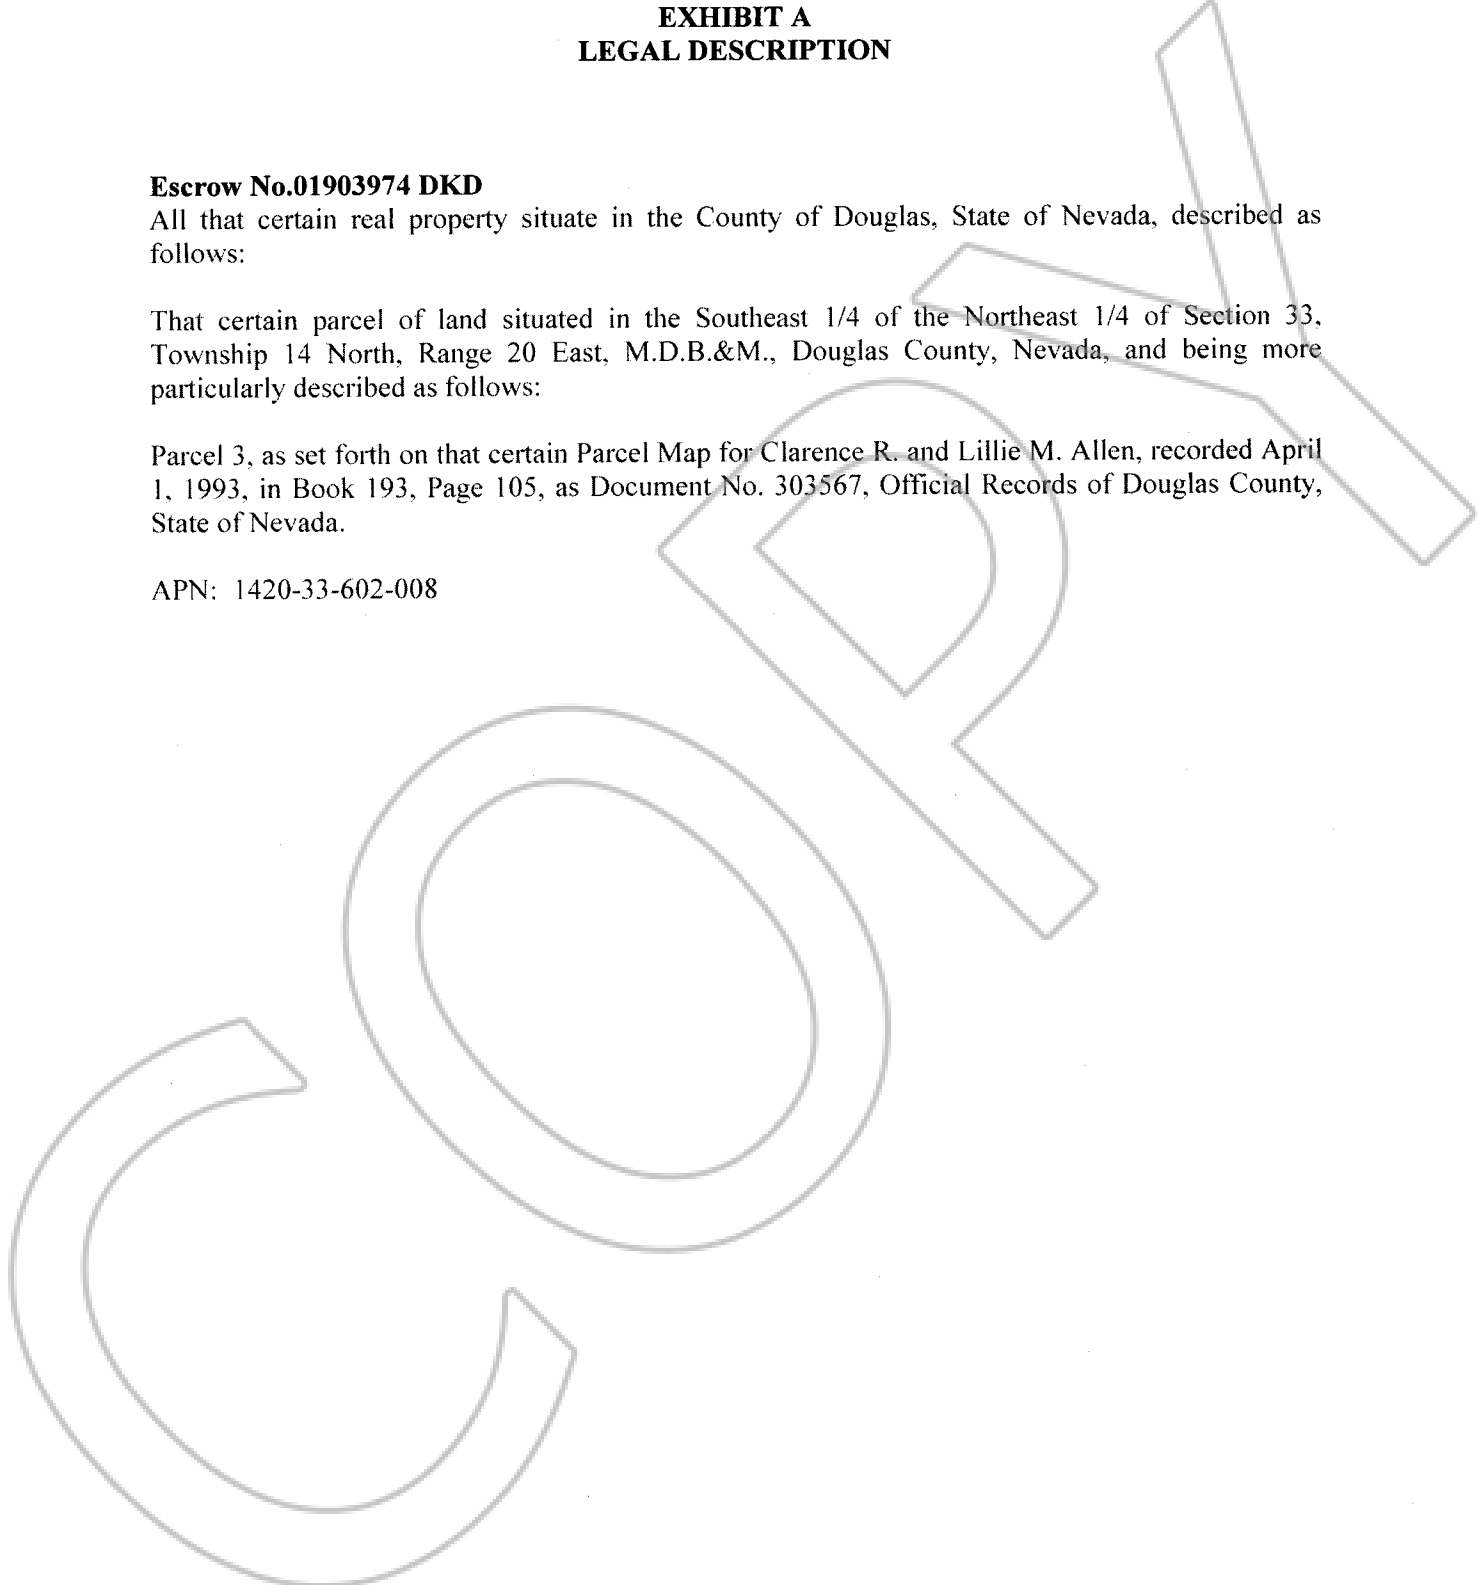 EXHIBIT A
LEGAL DESCRIPTION
Escrow No.01903974 DKD
All that certain real property situate in the County of Douglas, State of Nevada, described as
follows:
That certain parcel of land situated in the Southeast 1/4 of the Northeast 1/4 of Section 33,
Township 14 North, Range 20 East, M.D.B.&M., Douglas County, Nevada, and being more
particularly described as follows:
Parcel 3, as set forth on that certain Parcel Map for Clarence R. and Lillie M. Allen, recorded April
1, 1993, in Book 193, Page 105, as Document No. 303567, Official Records of Douglas County,
State of Nevada.
APN: 1420-33-602-008
COPY